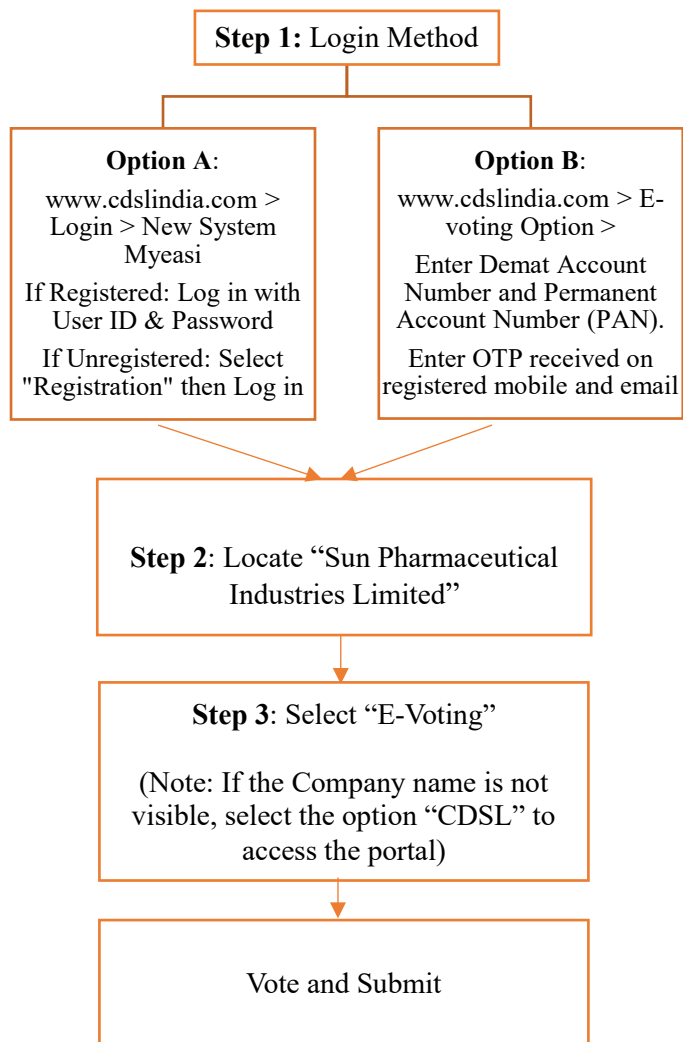 Step 1: Login Method
Option A:
www.cdslindia.com >
Login > New System
Myeasi
If Registered: Log in with
User ID & Password
If Unregistered: Select
"Registration" then Log in
Option B:
www.cdslindia.com > E-
voting Option >
Enter Demat Account
Number and Permanent
Account Number (PAN).
Enter OTP received on
registered mobile and email
Step 2: Locate “Sun Pharmaceutical
Industries Limited”
Step 3: Select “E-Voting”
(Note: If the Company name is not
visible, select the option “CDSL” to
access the portal)
Vote and Submit